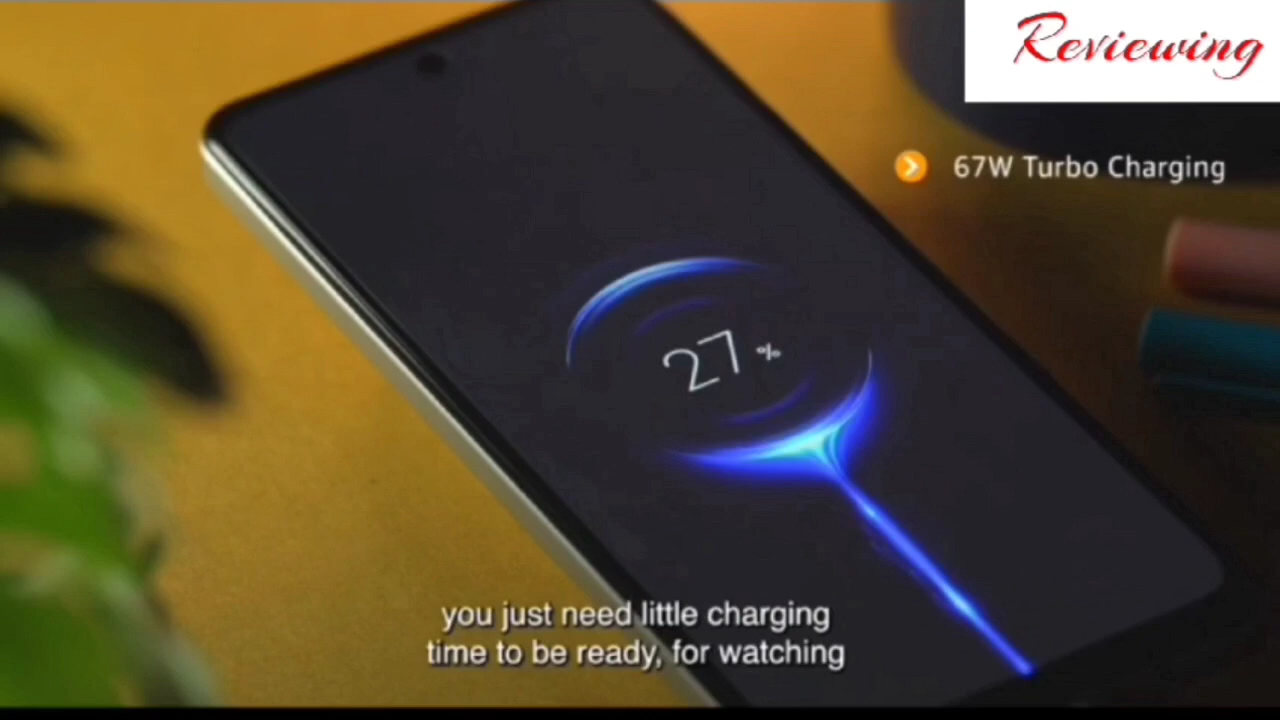 Reviewing
67W Turbo Charging
27%
you just need little charging
time to be ready, for watching